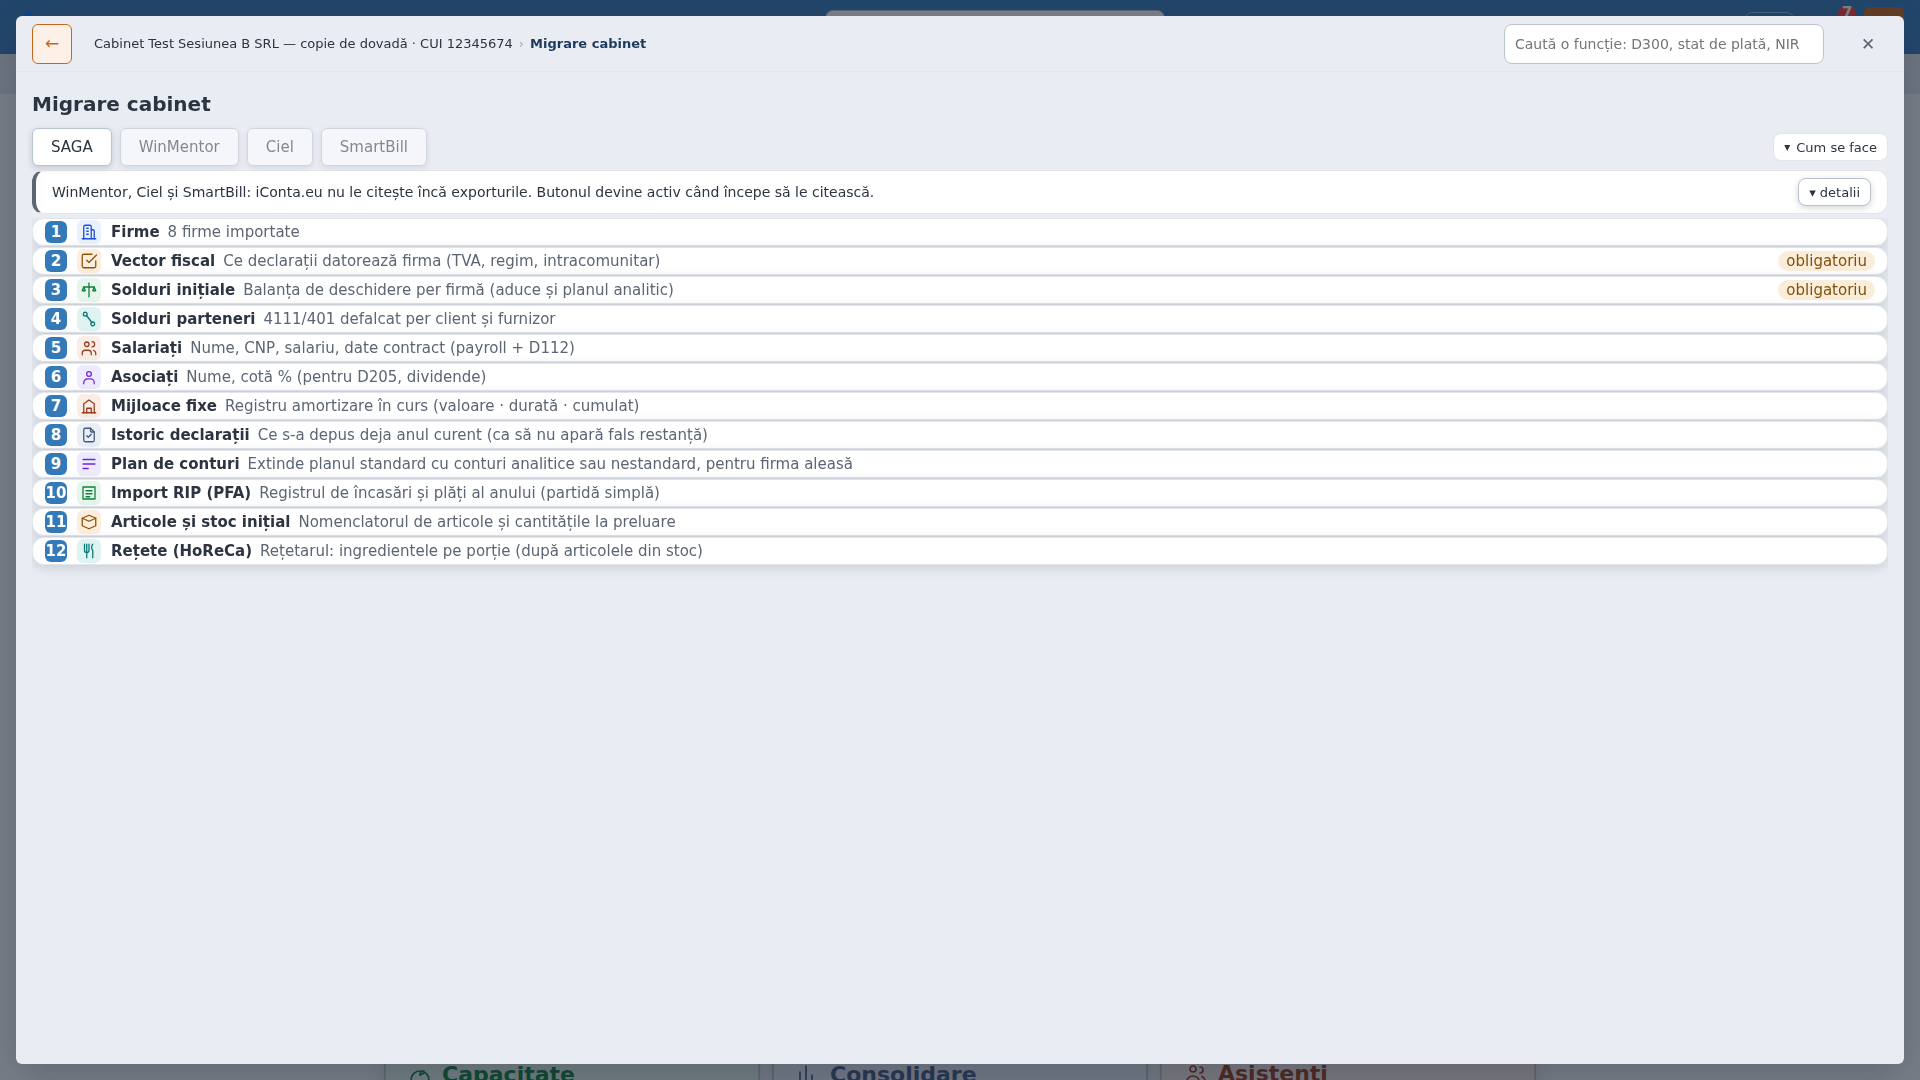 7
← Cabinet Test Sesiunea B SRL — copie de dovadă · CUI 12345674 › Migrare cabinet Caută o funcție: D300, stat de plată, NIR ✕
Migrare cabinet
SAGA WinMentor Ciel SmartBill ▾ Cum se face
WinMentor, Ciel și SmartBill: iConta.eu nu le citește încă exporturile. Butonul devine activ când începe să le citească. ▾ detalii
1 Firme 8 firme importate
2 Vector fiscal Ce declarații datorează firma (TVA, regim, intracomunitar) obligatoriu
3 Solduri inițiale Balanța de deschidere per firmă (aduce și planul analitic) obligatoriu
4 Solduri parteneri 4111/401 defalcat per client și furnizor
5 Salariați Nume, CNP, salariu, date contract (payroll + D112)
6 Asociați Nume, cotă % (pentru D205, dividende)
7 Mijloace fixe Registru amortizare în curs (valoare · durată · cumulat)
8 Istoric declarații Ce s-a depus deja anul curent (ca să nu apară fals restanță)
9 Plan de conturi Extinde planul standard cu conturi analitice sau nestandard, pentru firma aleasă
10 Import RIP (PFA) Registrul de încasări și plăți al anului (partidă simplă)
11 Articole și stoc inițial Nomenclatorul de articole și cantitățile la preluare
12 Rețete (HoReCa) Rețetarul: ingredientele pe porție (după articolele din stoc)
Capacitate Consolidare Asistenți